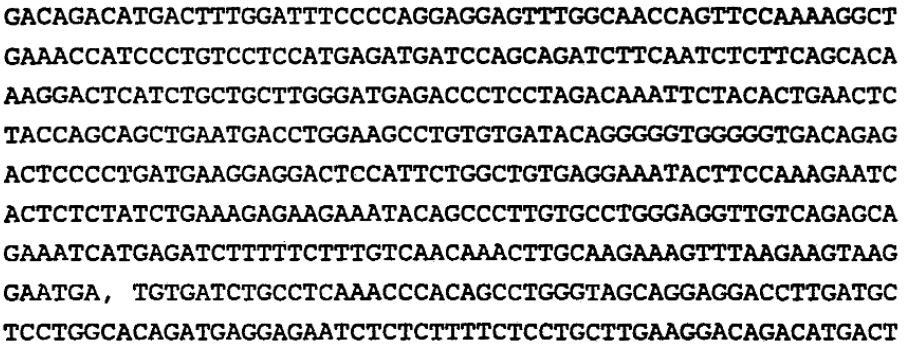 GACAGACATGACTTTGGATTTCCCCAGGAGGAGTTTGGCAACCAGTTCCAAAAGGCT
GAAACCATCCCTGTCCTCCATGAGATGATCCAGCAGATCTTCAATCTCTTCAGCACA
AAGGACTCATCTGCTGCTTGGGATGAGACCCTCCTAGACAAATTCTACACTGAACTC
TACCAGCAGCTGAATGACCTGGAAGCCTGTGTGATACAGGGGGTGGGGGTGACAGAG
ACTCCCCTGATGAAGGAGGACTCCATTCTGGCTGTGAGGAAATACTTCCAAAGAATC
ACTCTCTATCTGAAAGAGAAGAAATACAGCCCTTGTGCCTGGGAGGTTGTCAGAGCA
GAAATCATGAGATCTTTTTCTTTGTCAACAAACTTGCAAGAAAGTTTAAGAAGTAAG
GAATGA, TGTGATCTGCCTCAAACCCACAGCCTGGGTAGCAGGAGGACCTTGATGC
TCCTGGCACAGATGAGGAGAATCTCTCTTTTCTCCTGCTTGAAGGACAGACATGACT